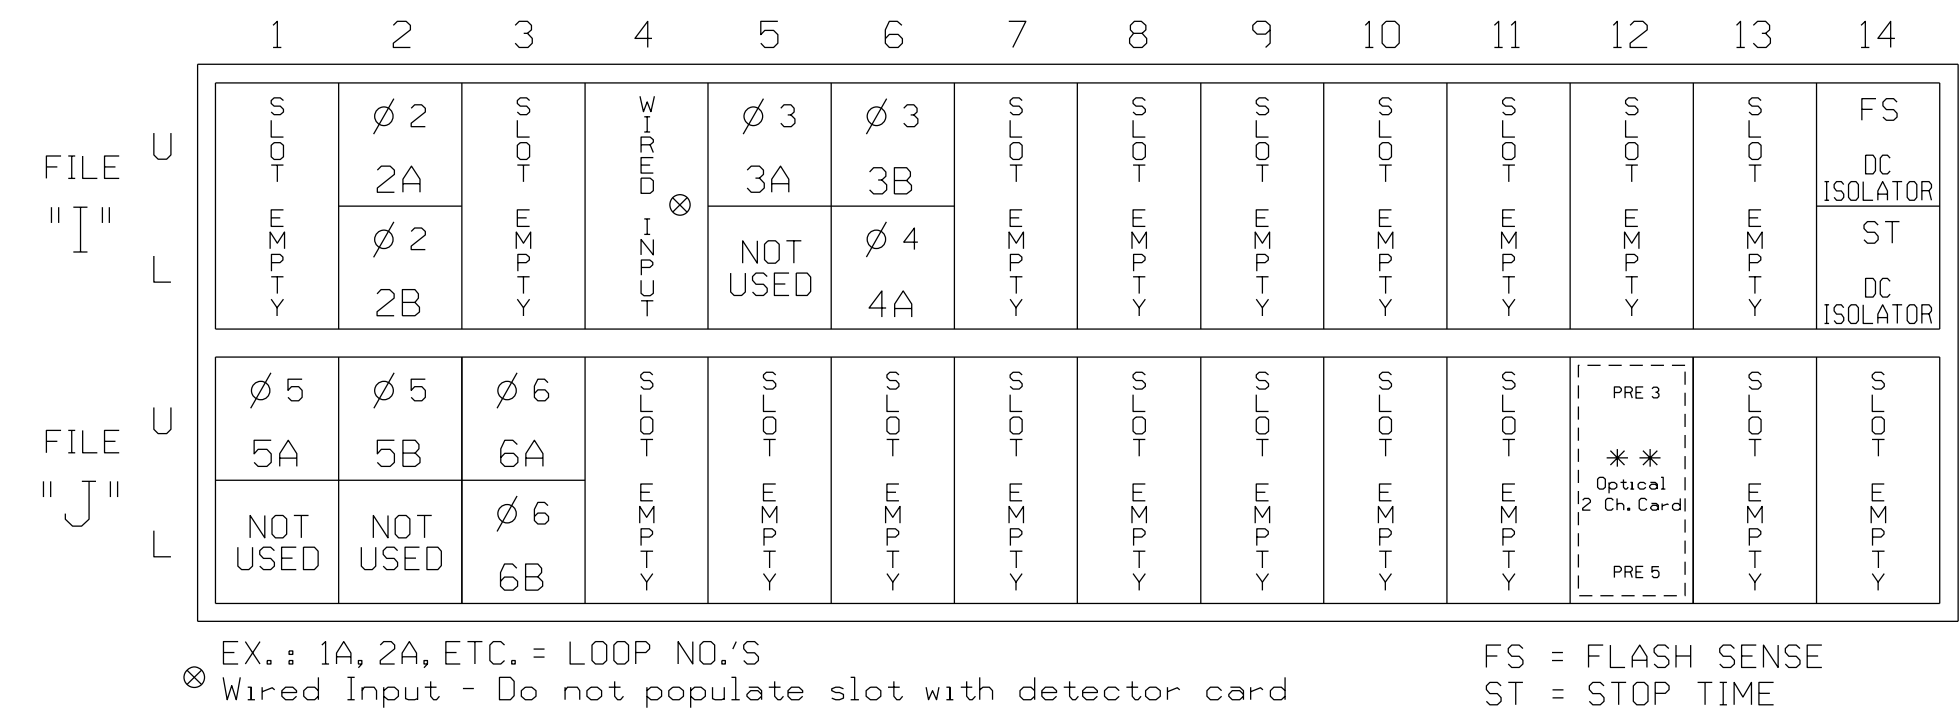 1 2 3 4 5 6 7 8 9 10 11 12 13 14
FILE "I"
U
L
SLOT EMPTY
Ø 2
2A
Ø 2
2B
SLOT EMPTY
WIRED INPUT ⊗
Ø 3
3A
NOT USED
Ø 3
3B
Ø 4
4A
SLOT EMPTY
SLOT EMPTY
SLOT EMPTY
SLOT EMPTY
SLOT EMPTY
SLOT EMPTY
SLOT EMPTY
FS
DC
ISOLATOR
ST
DC
ISOLATOR
FILE "J"
U
L
Ø 5
5A
NOT USED
Ø 5
5B
NOT USED
Ø 6
6A
Ø 6
6B
SLOT EMPTY
SLOT EMPTY
SLOT EMPTY
SLOT EMPTY
SLOT EMPTY
SLOT EMPTY
SLOT EMPTY
SLOT EMPTY
PRE 3
* *
Optical
2 Ch. Card
PRE 5
SLOT EMPTY
SLOT EMPTY
EX.: 1A, 2A, ETC. = LOOP NO.'S
⊗ Wired Input - Do not populate slot with detector card
FS = FLASH SENSE
ST = STOP TIME